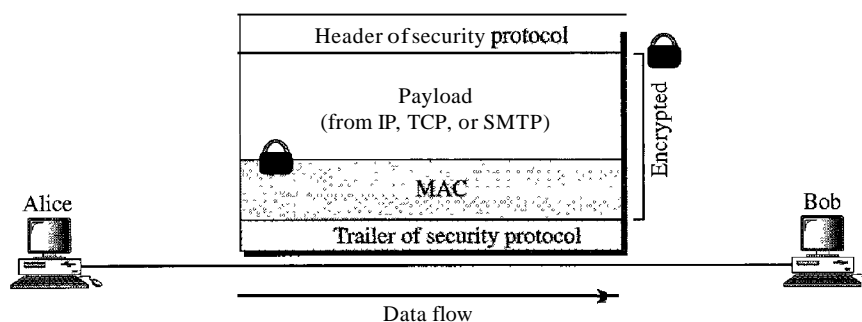 Header of security protocol
Payload
(from IP, TCP, or SMTP)
Encrypted
MAC
Alice
Bob
Trailer of security protocol
Data flow